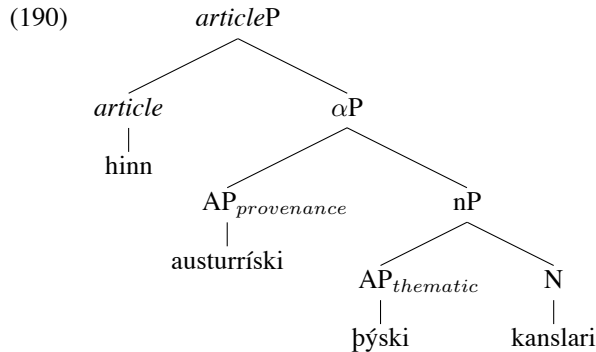 (190) articleP
article αP
hinn
AP_provenance nP
austurríski
AP_thematic N
þýski kanslari